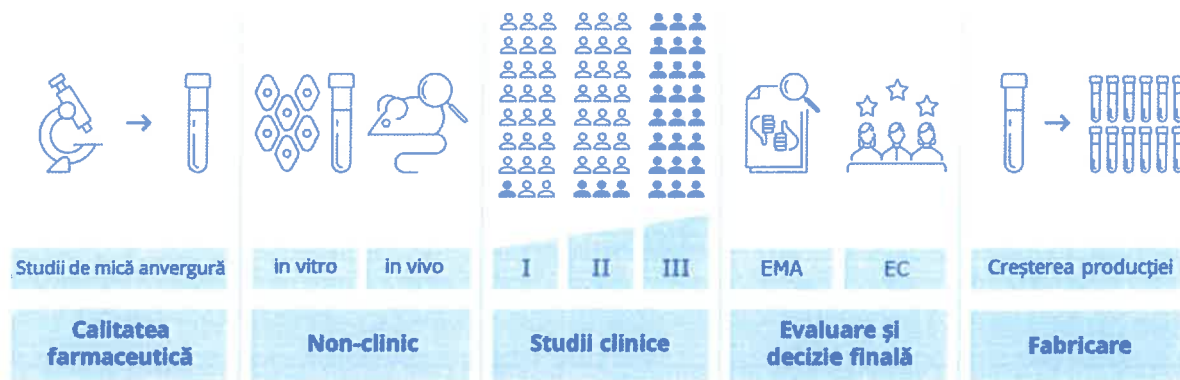 Studii de mică anvergură
in vitro
in vivo
I
II
III
EMA
EC
Creșterea producției
Calitatea
farmaceutică
Non-clinic
Studii clinice
Evaluare și
decizie finală
Fabricare